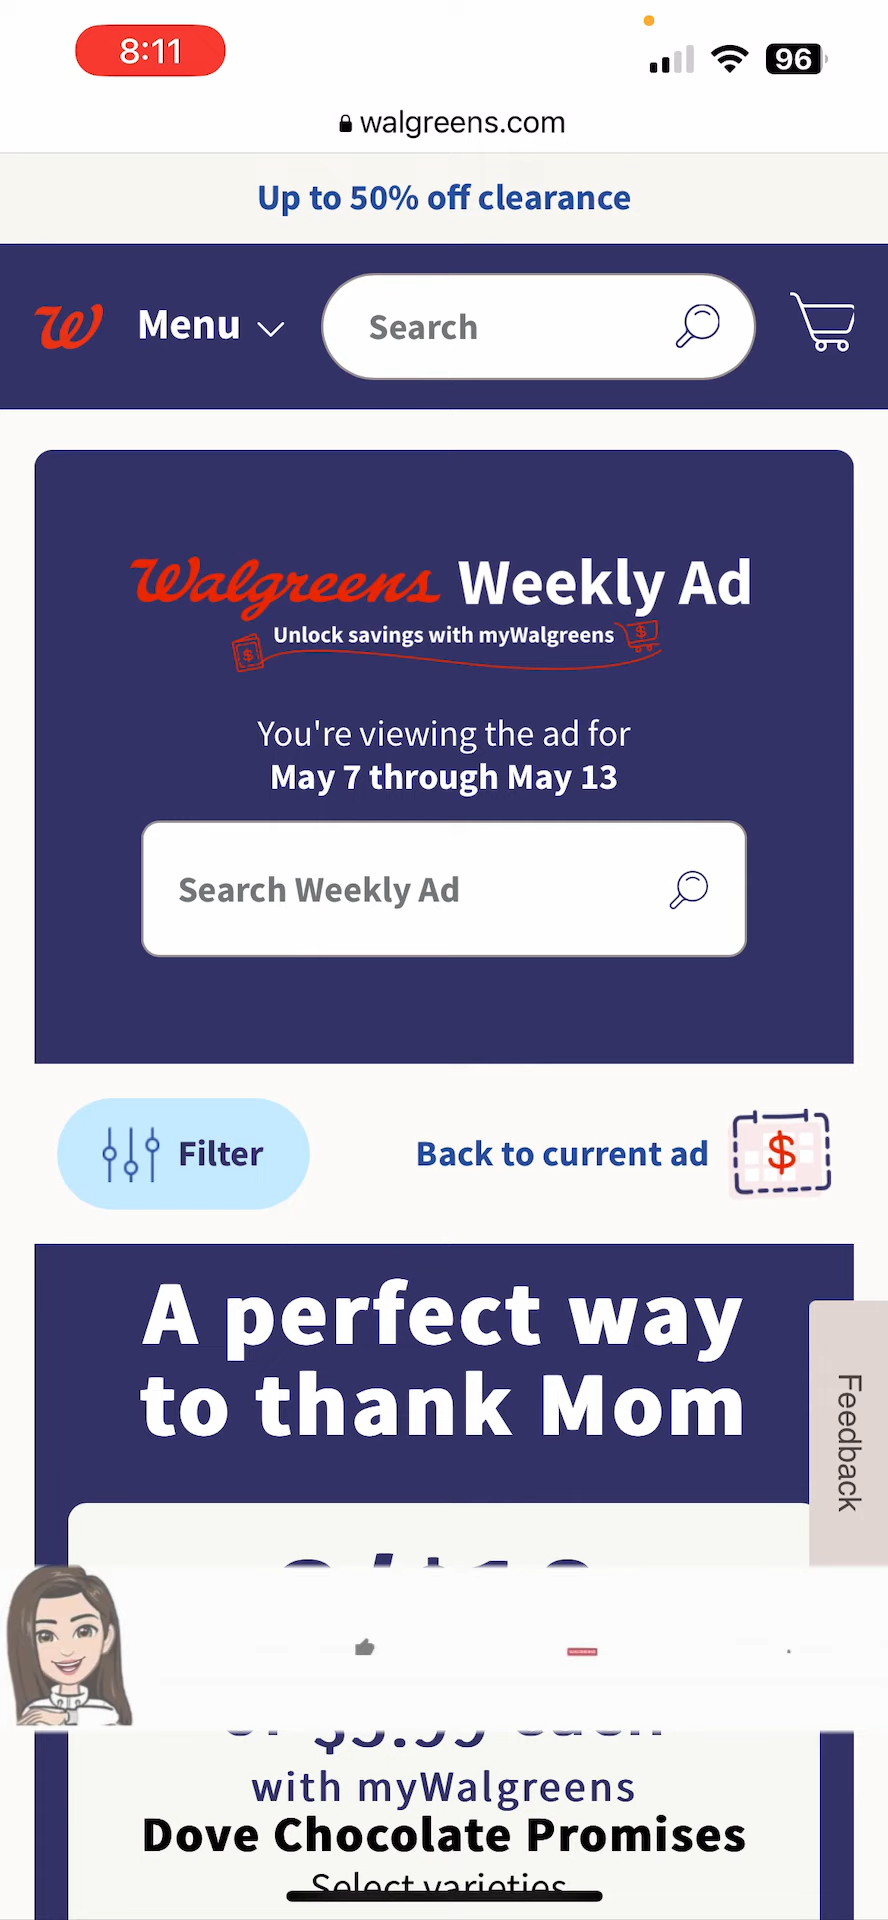 8:11
96
walgreens.com
Up to 50% off clearance
W
Menu
Search
Walgreens Weekly Ad
Unlock savings with myWalgreens
$
$
You're viewing the ad for
May 7 through May 13
Search Weekly Ad
Filter
Back to current ad
$
A perfect way
to thank Mom
Feedback
with myWalgreens
Dove Chocolate Promises
Select varieties